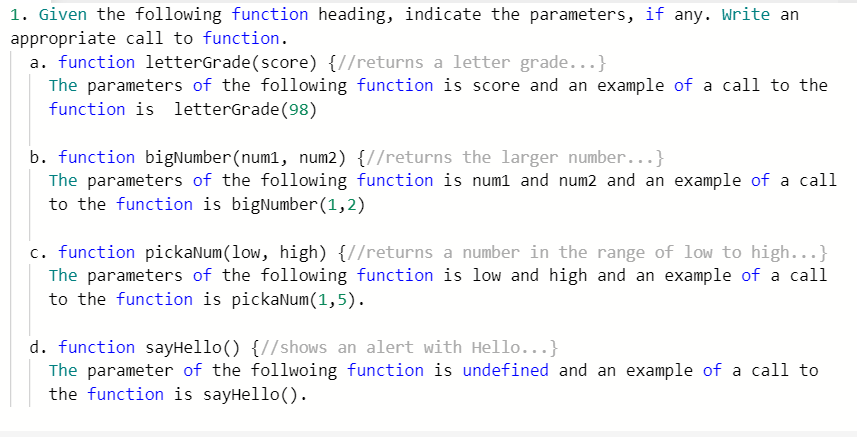 1. Given the following function heading, indicate the parameters, if any. Write an
appropriate call to function.
a. function letterGrade(score) {//returns a letter grade...}
The parameters of the following function is score and an example of a call to the
function is  letterGrade(98)
b. function bigNumber(num1, num2) {//returns the larger number...}
The parameters of the following function is num1 and num2 and an example of a call
to the function is bigNumber(1,2)
c. function pickaNum(low, high) {//returns a number in the range of low to high...}
The parameters of the following function is low and high and an example of a call
to the function is pickaNum(1,5).
d. function sayHello() {//shows an alert with Hello...}
The parameter of the follwoing function is undefined and an example of a call to
the function is sayHello().